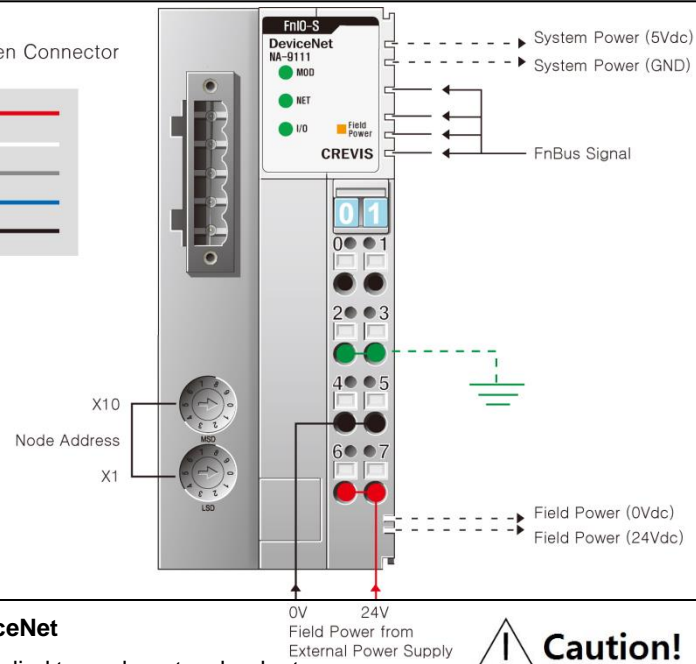 en Connector
FnIO-S
DeviceNet
NA-9111
MOD
NET
I/O
Field
Power
CREVIS
System Power (5Vdc)
System Power (GND)
FnBus Signal
0 1
0 1
2 3
4 5
6 7
X10
Node Address
X1
MSD
LSD
Field Power (0Vdc)
Field Power (24Vdc)
0V 24V
Field Power from
External Power Supply
ceNet
Caution!